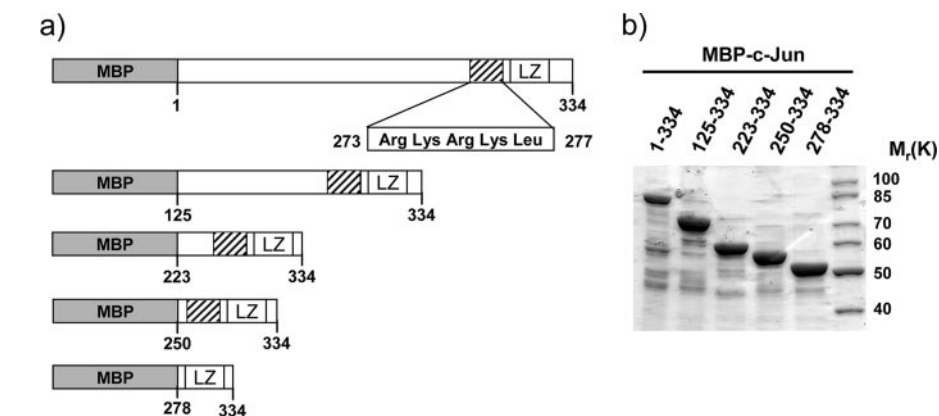 a)
MBP
LZ
1
334
273
Arg Lys Arg Lys Leu
277
MBP
LZ
125
334
MBP
LZ
223
334
MBP
LZ
250
334
MBP
LZ
278
334
b)
MBP-c-Jun
1-334
125-334
223-334
250-334
278-334
Mr(K)
100
85
70
60
50
40